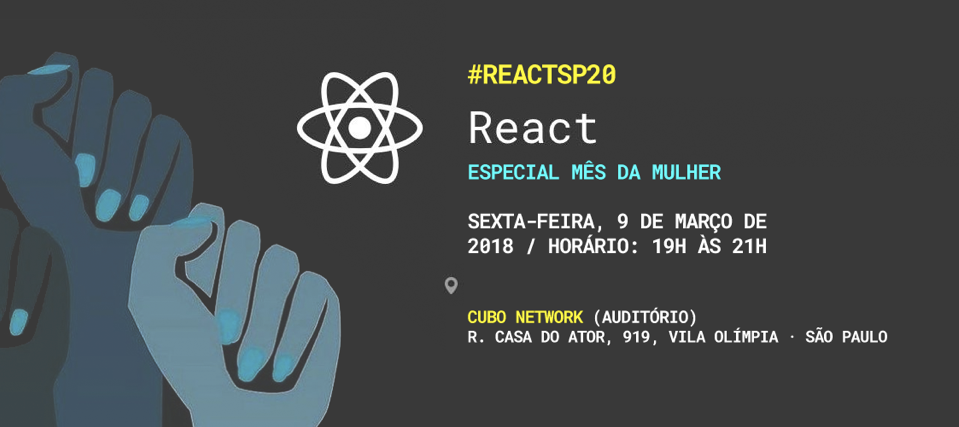 #REACTSP20
React
ESPECIAL MÊS DA MULHER
SEXTA-FEIRA, 9 DE MARÇO DE
2018 / HORÁRIO: 19H ÀS 21H
CUBO NETWORK (AUDITÓRIO)
R. CASA DO ATOR, 919, VILA OLÍMPIA · SÃO PAULO